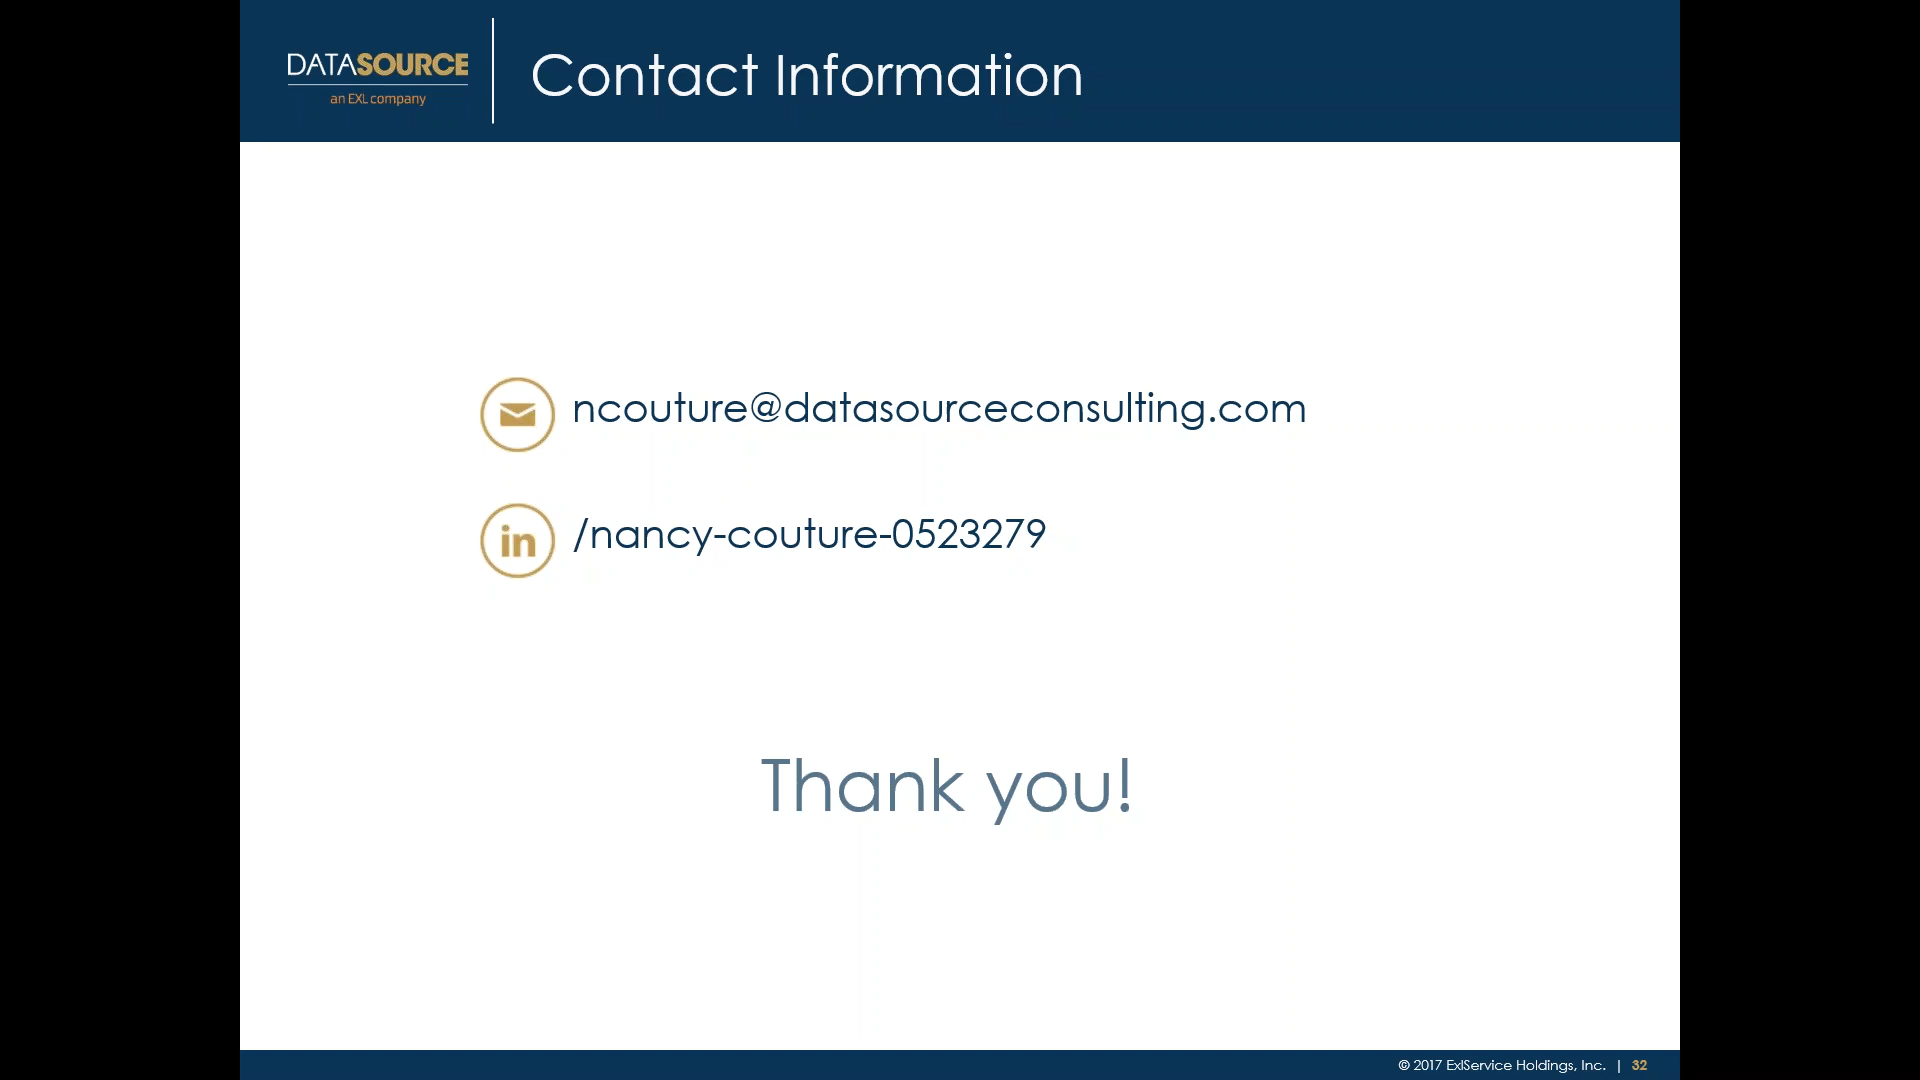 DATASOURCE
an EXL company
Contact Information
ncouture@datasourceconsulting.com
in /nancy-couture-0523279
Thank you!
© 2017 ExlService Holdings, Inc. | 32